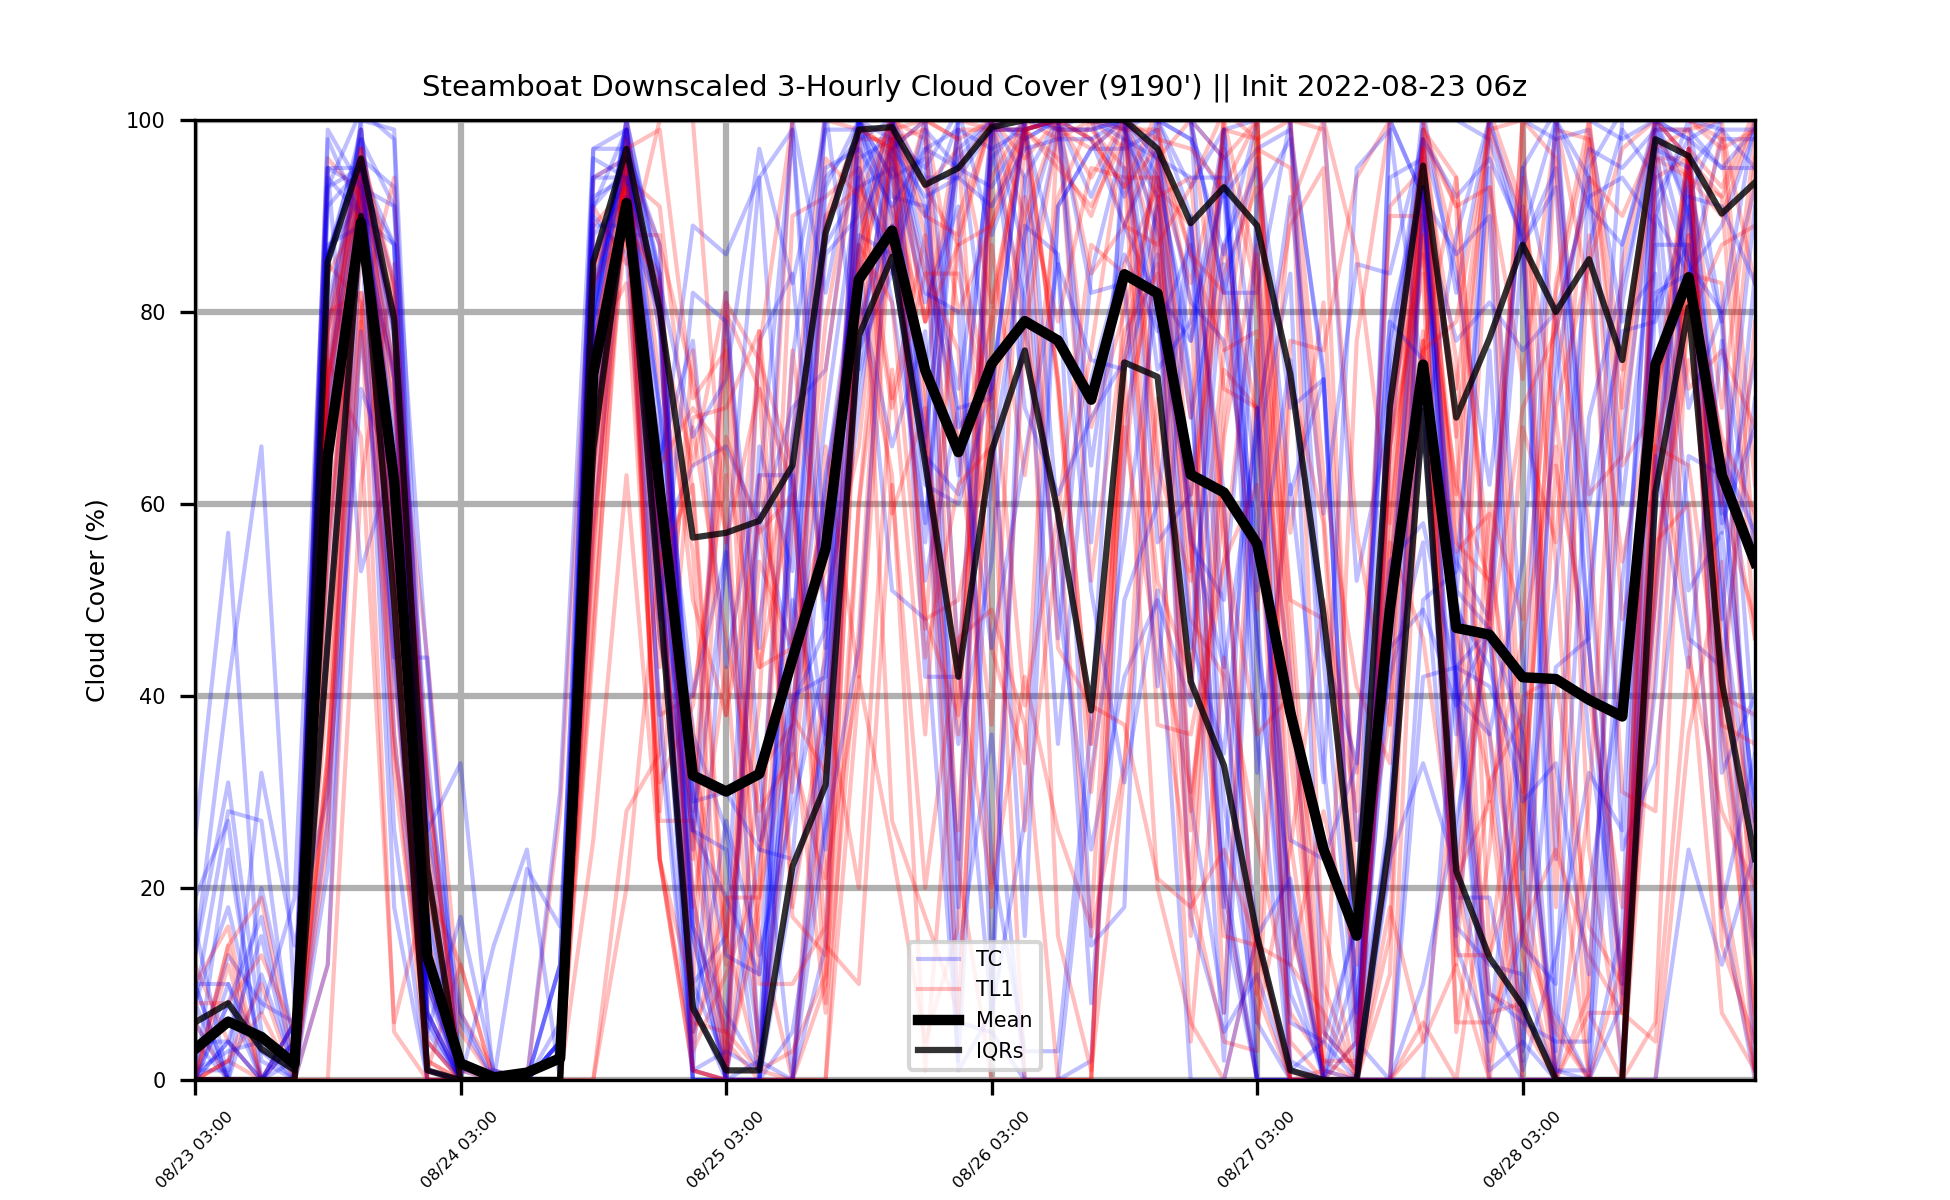 Steamboat Downscaled 3-Hourly Cloud Cover (9190') || Init 2022-08-23 06z
Cloud Cover (%)
100
80
60
40
20
0
TC
TL1
Mean
IQRs
08/23 03:00
08/24 03:00
08/25 03:00
08/26 03:00
08/27 03:00
08/28 03:00